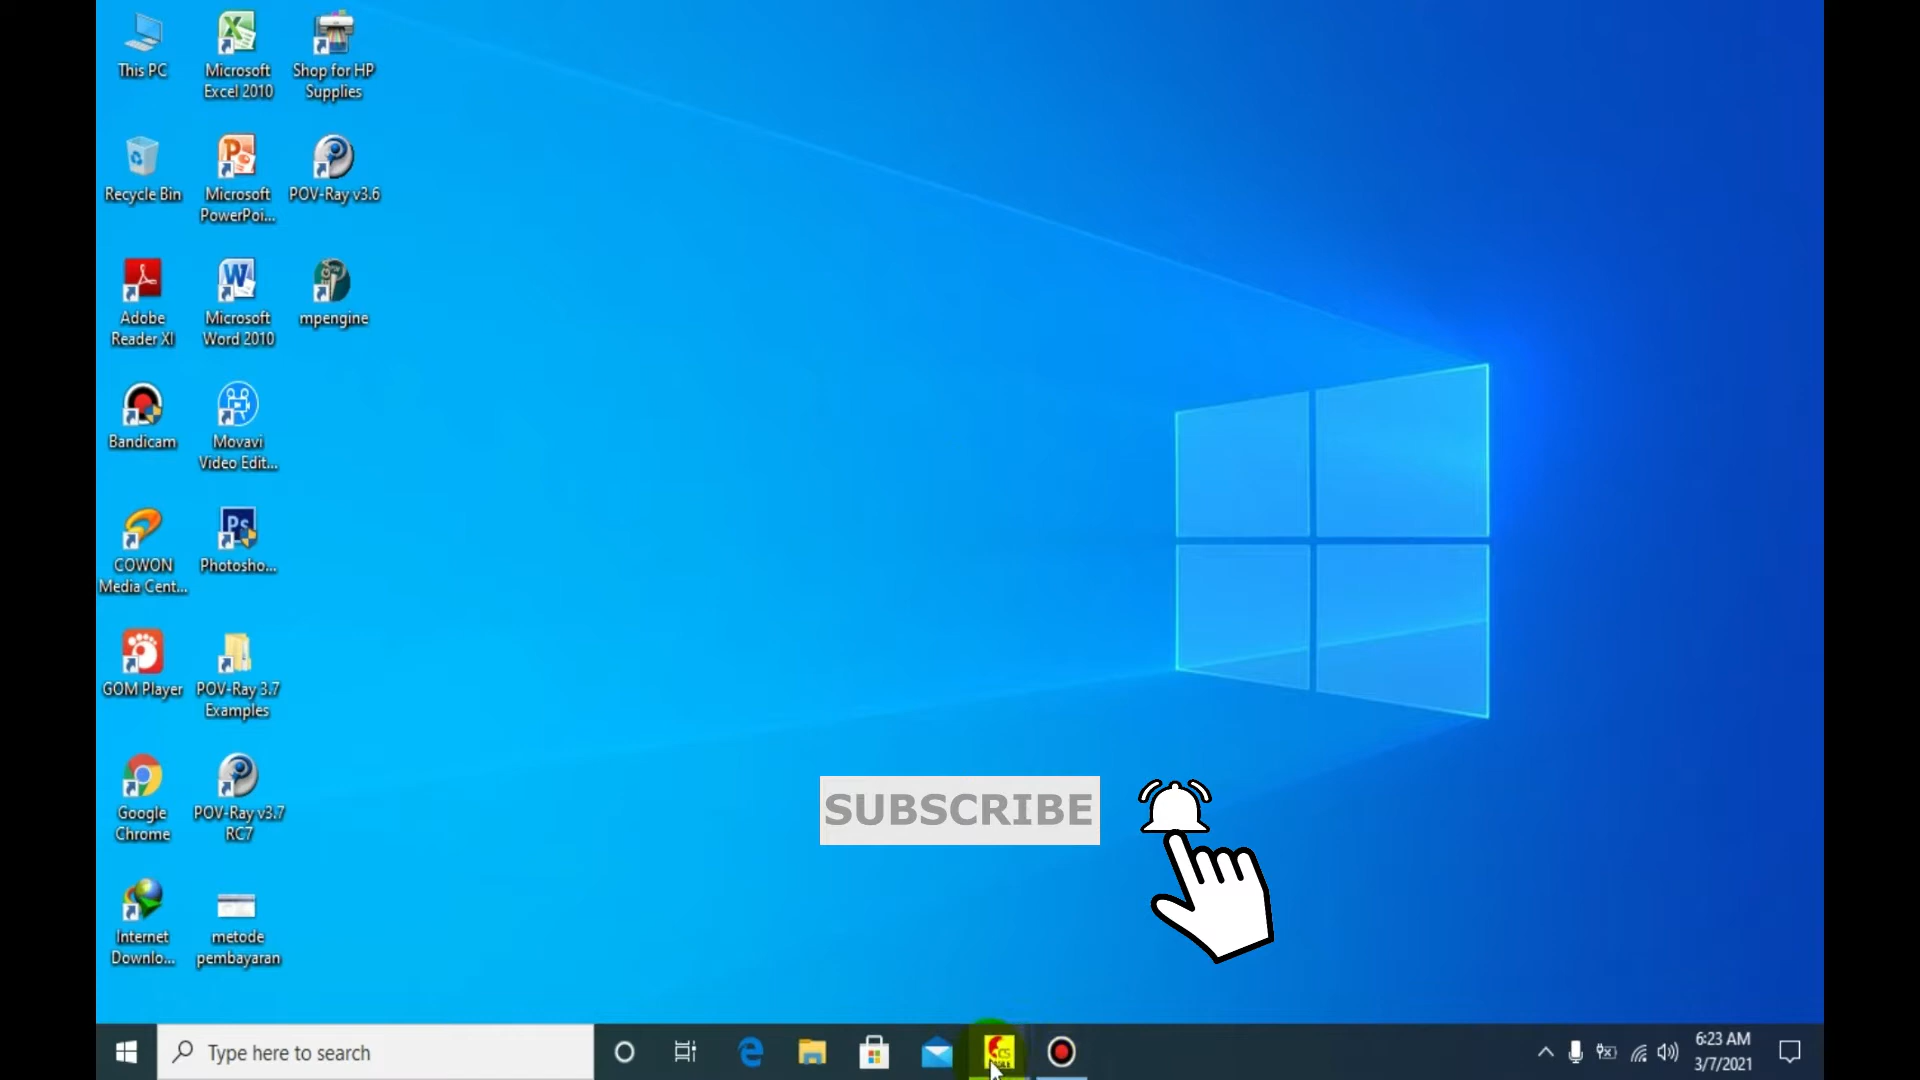 This PC
Microsoft
Excel 2010
Shop for HP
Supplies
Recycle Bin
Microsoft
PowerPoi...
POV-Ray v3.6
Adobe
Reader XI
Microsoft
Word 2010
mpengine
Bandicam
Movavi
Video Edit...
COWON
Media Cent...
Ps
Photosho...
GOM Player
POV-Ray 3.7
Examples
Google
Chrome
POV-Ray v3.7
RC7
SUBSCRIBE
Internet
Downlo...
metode
pembayaran
Type here to search
CS
6:23 AM
3/7/2021